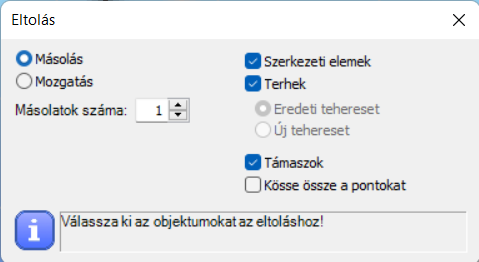 Eltolás
Másolás
Mozgatás
Másolatok száma: 1
Szerkezeti elemek
Terhek
Eredeti tehereset
Új tehereset
Támaszok
Kösse össze a pontokat
Válassza ki az objektumokat az eltoláshoz!